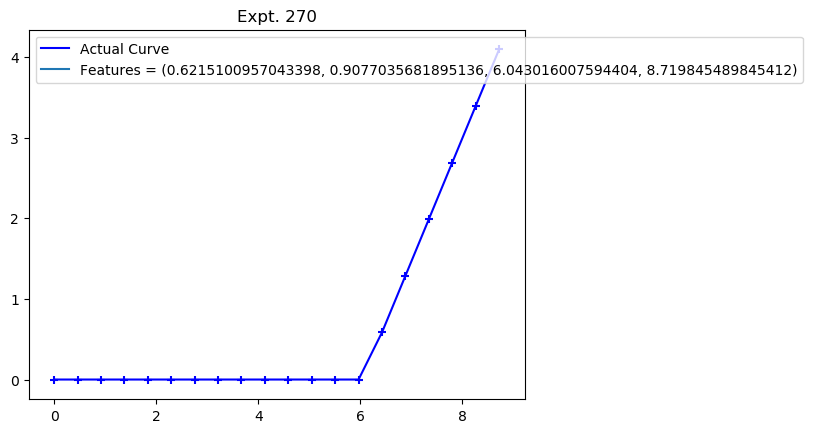 Expt. 270
Actual Curve
Features = (0.6215100957043398, 0.9077035681895136, 6.043016007594404, 8.719845489845412)
4
3
2
1
0
0 2 4 6 8